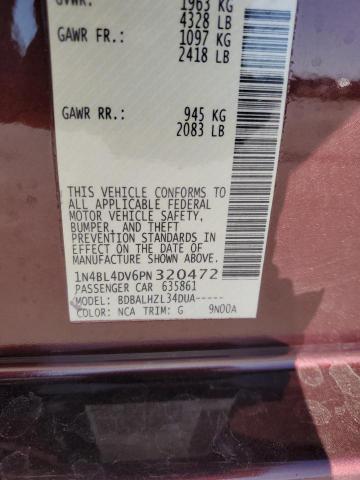 GVWR: 1963 KG
4328 LB
GAWR FR.: 1097 KG
2418 LB
GAWR RR.: 945 KG
2083 LB
THIS VEHICLE CONFORMS TO
ALL APPLICABLE FEDERAL
MOTOR VEHICLE SAFETY,
BUMPER, AND THEFT
PREVENTION STANDARDS
IN EFFECT ON THE
DATE OF MANUFACTURE
MANUFACTURE SHOWN ABOVE.
1N4BL4DV6PN320472
PASSENGER CAR 635861
MODEL: BDBALHZL34DUA-----
COLOR: NCA TRIM: G 9N00A